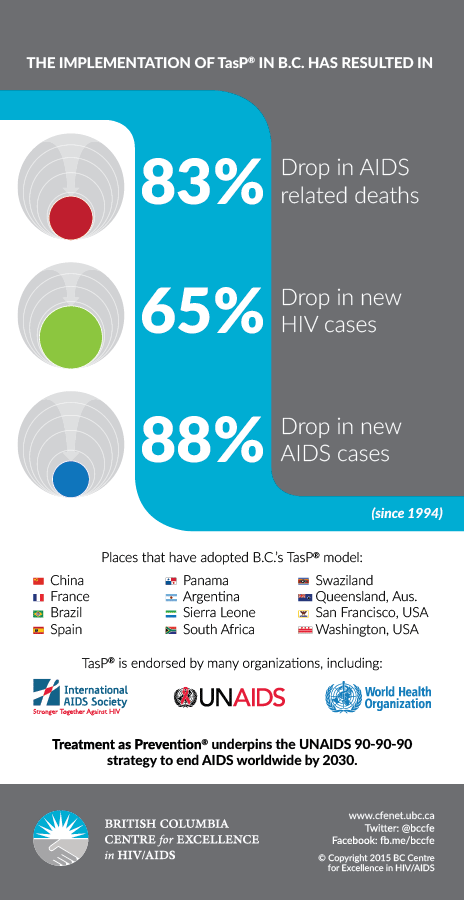 THE IMPLEMENTATION OF TasP® IN B.C. HAS RESULTED IN
83%
Drop in AIDS
related deaths
65%
Drop in new
HIV cases
88%
Drop in new
AIDS cases
(since 1994)
Places that have adopted B.C.'s TasP® model:
China
France
Brazil
Spain
Panama
Argentina
Sierra Leone
South Africa
Swaziland
Queensland, Aus.
San Francisco, USA
Washington, USA
TasP® is endorsed by many organizations, including:
International
AIDS Society
Stronger Together Against HIV
UNAIDS
World Health
Organization
Treatment as Prevention® underpins the UNAIDS 90-90-90
strategy to end AIDS worldwide by 2030.
BRITISH COLUMBIA
CENTRE for EXCELLENCE
in HIV/AIDS
www.cfenet.ubc.ca
Twitter: @bccfe
Facebook: fb.me/bccfe
© Copyright 2015 BC Centre
for Excellence in HIV/AIDS